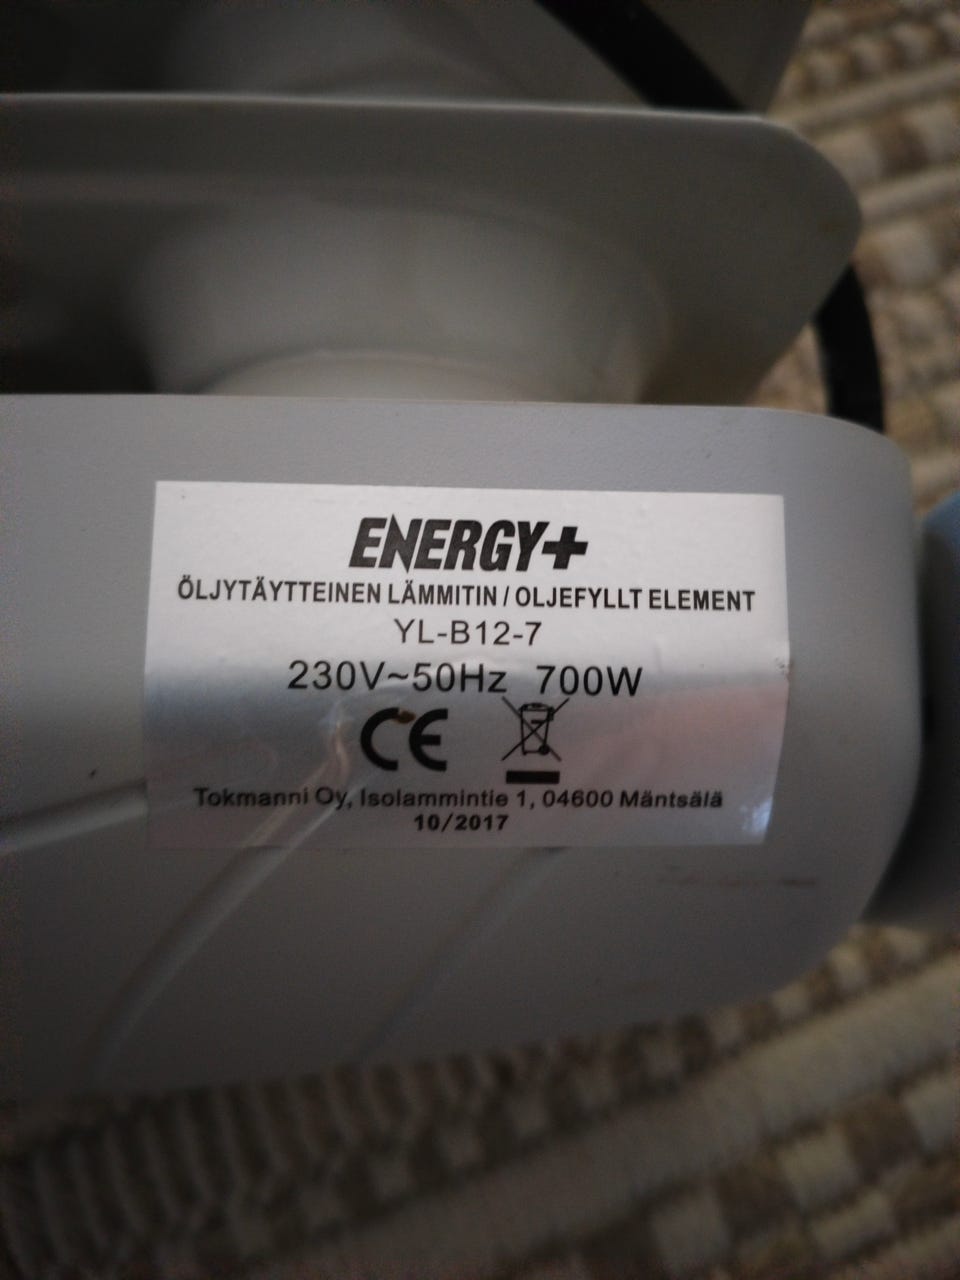 ENERGY+
ÖLJYTÄYTTEINEN LÄMMITIN / OLJEFYLLT ELEMENT
YL-B12-7
230V~50Hz 700W
CE
Tokmanni Oy, Isolammintie 1, 04600 Mäntsälä
10/2017